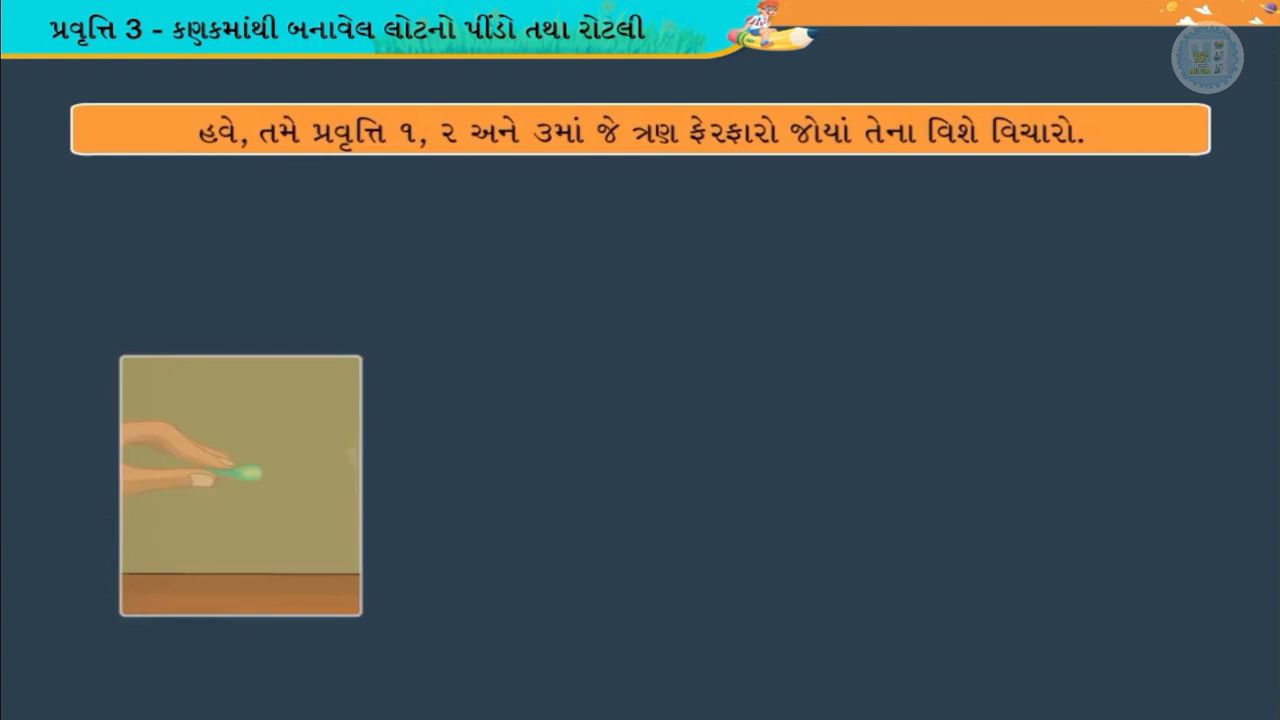 પ્રવૃત્તિ 3 - કણકમાંથી બનાવેલ લોટનો પીંડો તથા રોટલી
હવે, તમે પ્રવૃત્તિ ૧, ૨ અને ૩માં જે ત્રણ ફેરફારો જોયાં તેના વિશે વિચારો.